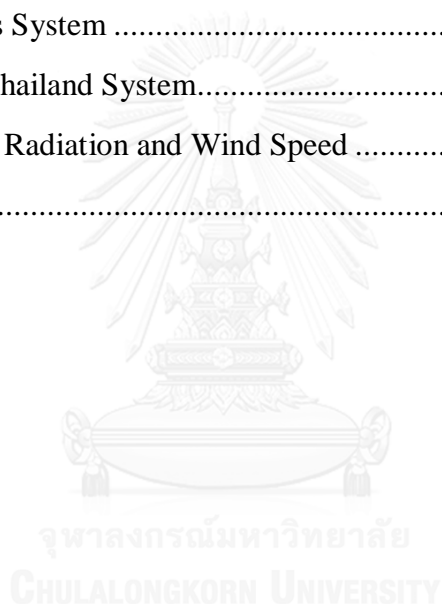 s System ....................................
hailand System.........................
Radiation and Wind Speed ...........
................................................
จุฬาลงกรณ์มหาวิทยาลัย
CHULALONGKORN UNIVERSITY